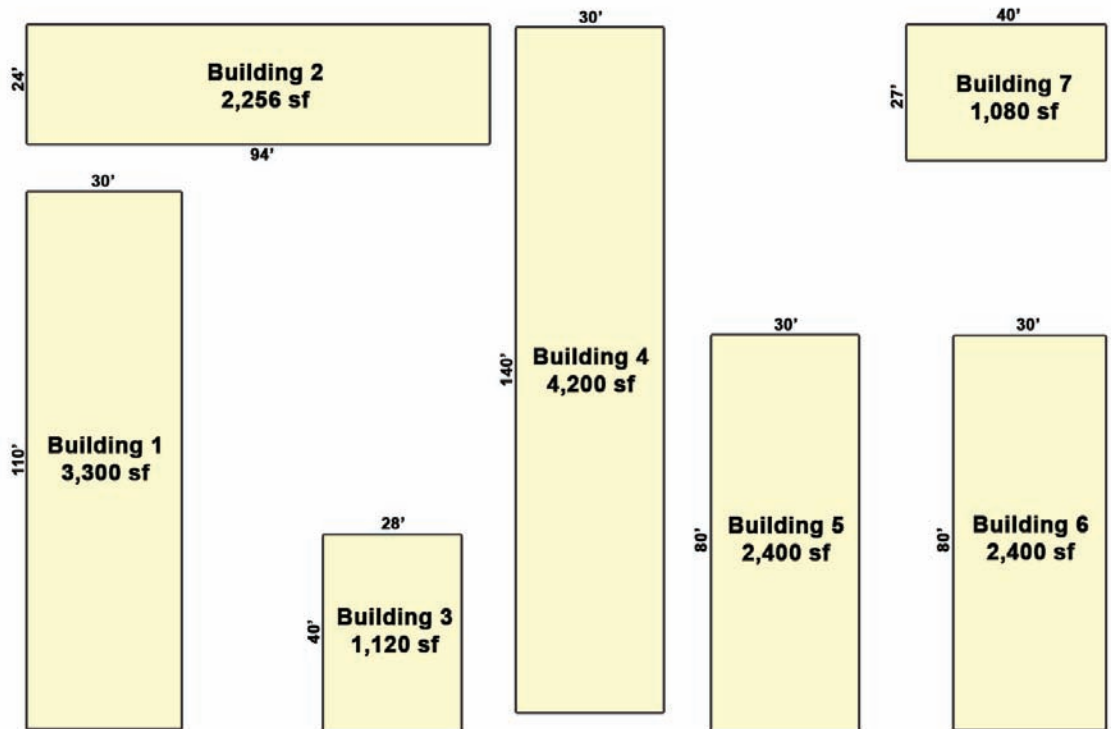 24'
Building 2
2,256 sf
94'
30'
110'
Building 1
3,300 sf
28'
40'
Building 3
1,120 sf
30'
140'
Building 4
4,200 sf
30'
80'
Building 5
2,400 sf
30'
80'
Building 6
2,400 sf
40'
27'
Building 7
1,080 sf